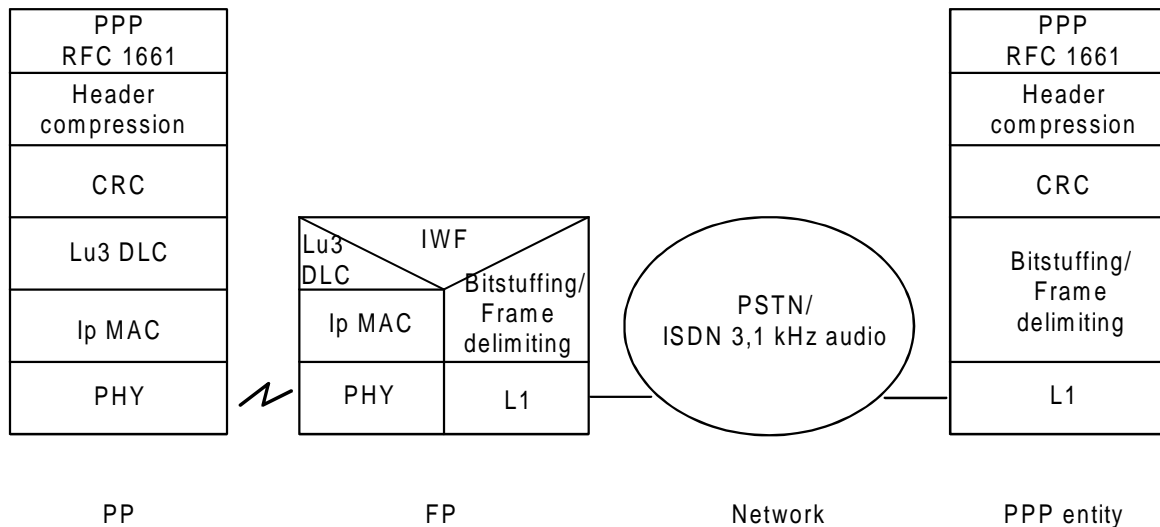 PPP
RFC 1661
Header
compression
CRC
Lu3 DLC
Ip MAC
PHY
PP
Lu3
DLC
IWF
Bitstuffing/
Frame
delimiting
Ip MAC
PHY
L1
FP
PSTN/
ISDN 3,1 kHz audio
Network
PPP
RFC 1661
Header
compression
CRC
Bitstuffing/
Frame
delimiting
L1
PPP entity